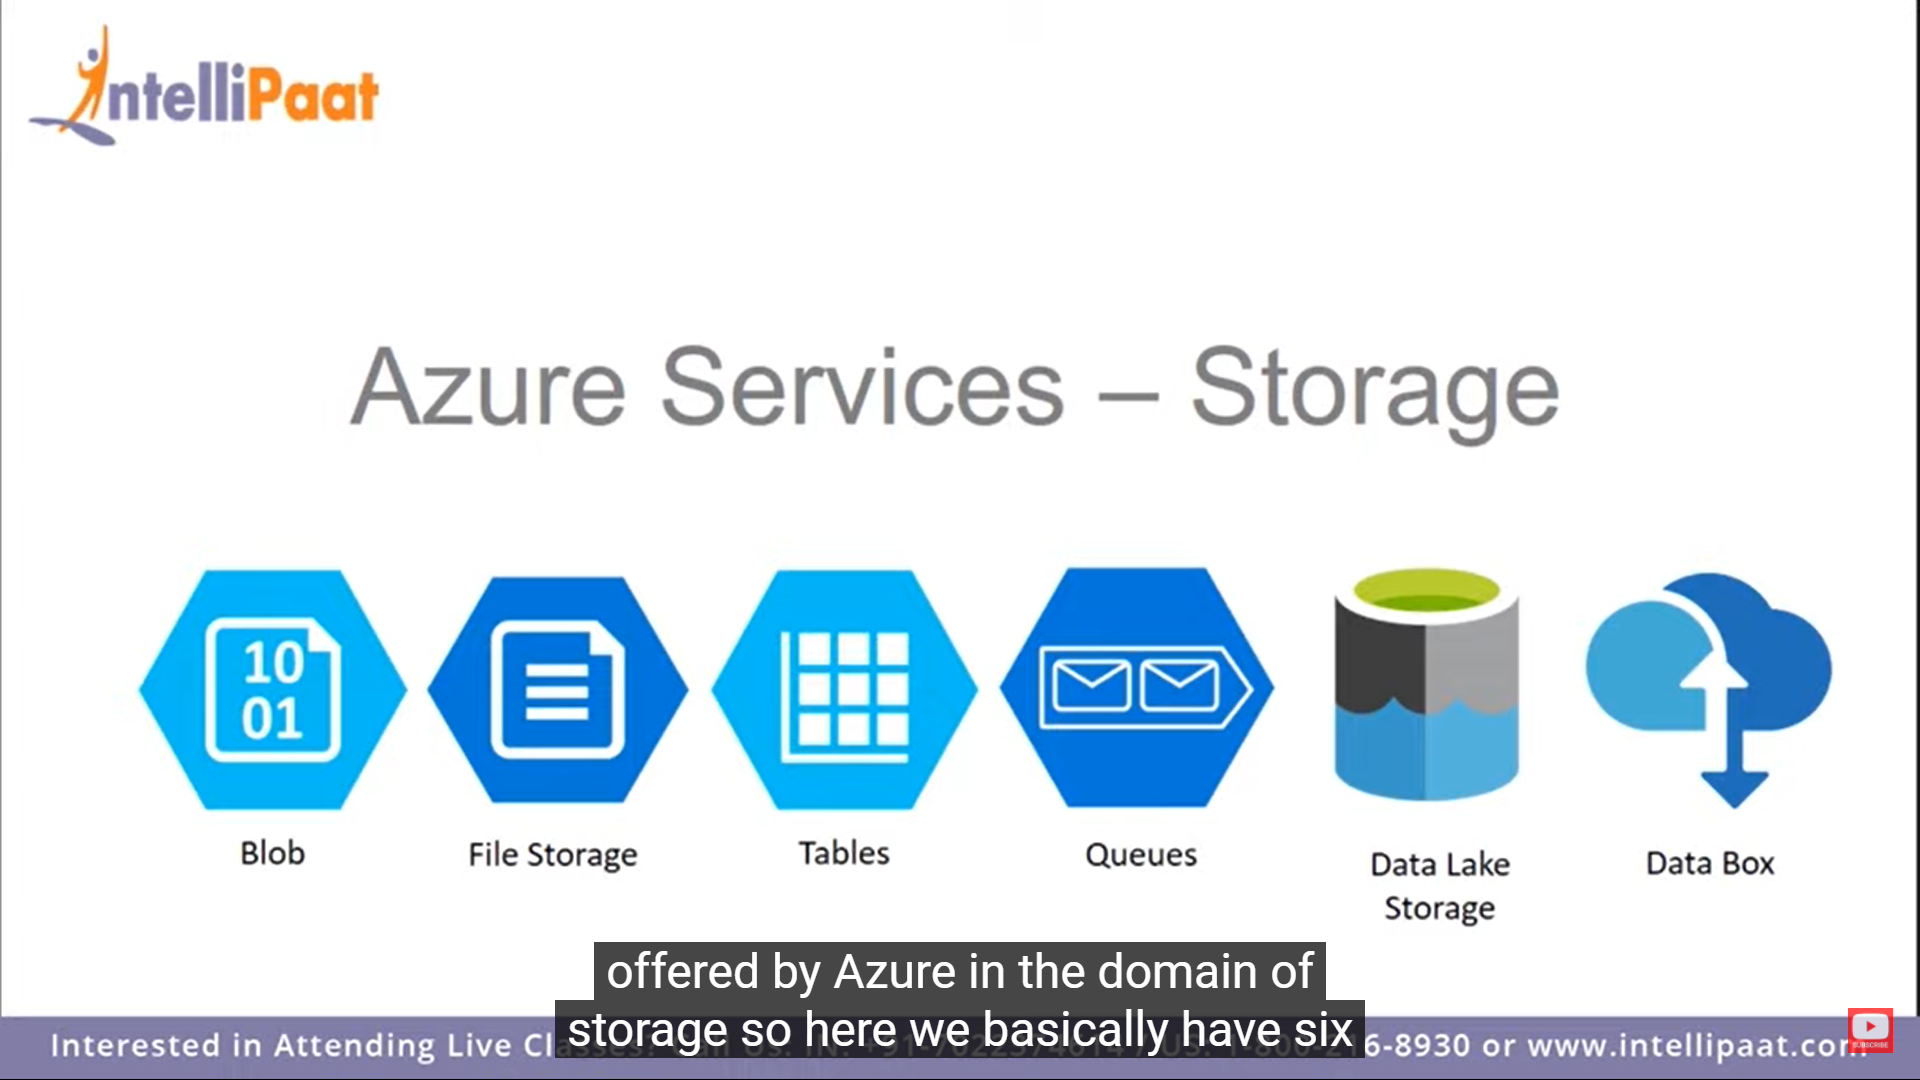 IntelliPaat
Azure Services – Storage
10
01
Blob
File Storage
Tables
Queues
Data Lake
Storage
Data Box
offered by Azure in the domain of
storage so here we basically have six
Interested in Attending Live 6-8930 or www.intellipaat.com
SUBSCRIBE